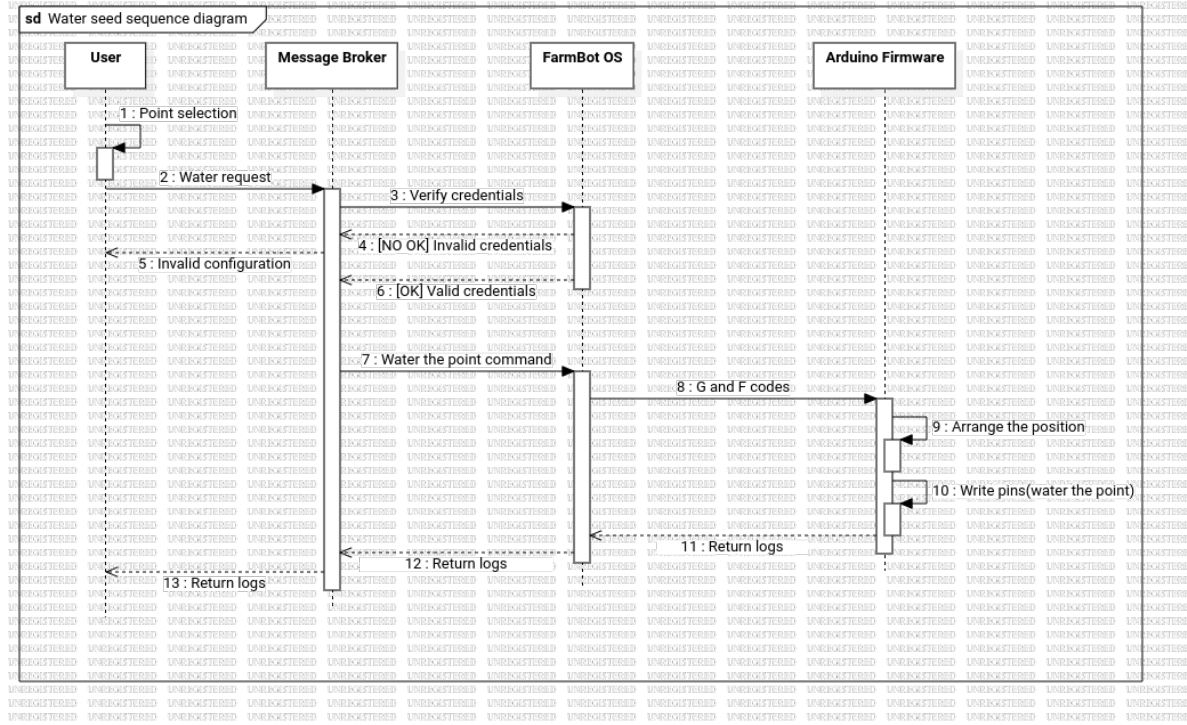 sd Water seed sequence diagram
User
Message Broker
FarmBot OS
Arduino Firmware
1 : Point selection
2 : Water request
3 : Verify credentials
4 : [NO OK] Invalid credentials
5 : Invalid configuration
6 : [OK] Valid credentials
7 : Water the point command
8 : G and F codes
9 : Arrange the position
10 : Write pins(water the point)
11 : Return logs
12 : Return logs
13 : Return logs
UNREGISTERED